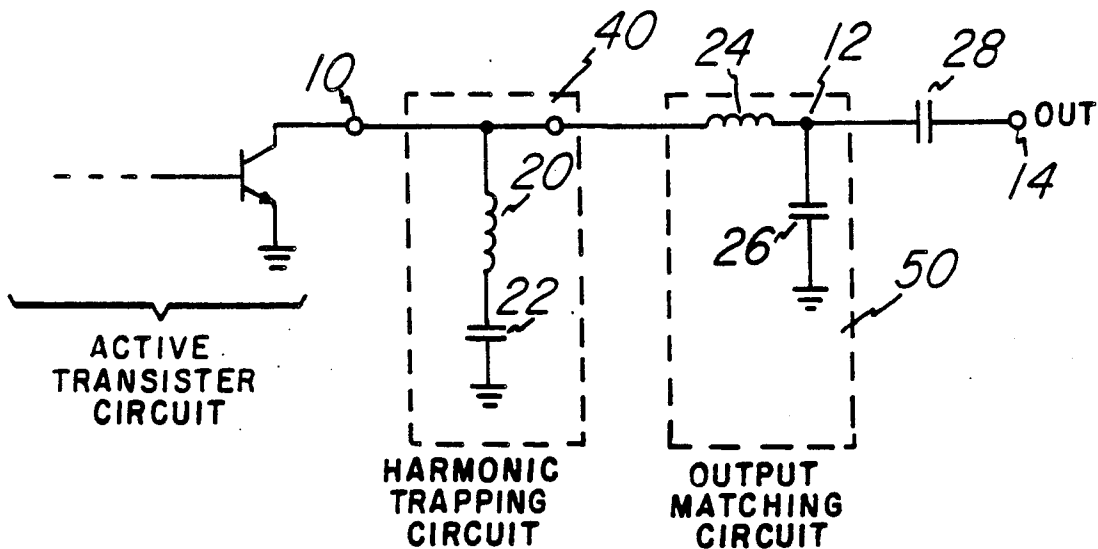 40
24
12
28
10
OUT
20
14
26
50
22
ACTIVE
TRANSISTER
CIRCUIT
HARMONIC
TRAPPING
CIRCUIT
OUTPUT
MATCHING
CIRCUIT